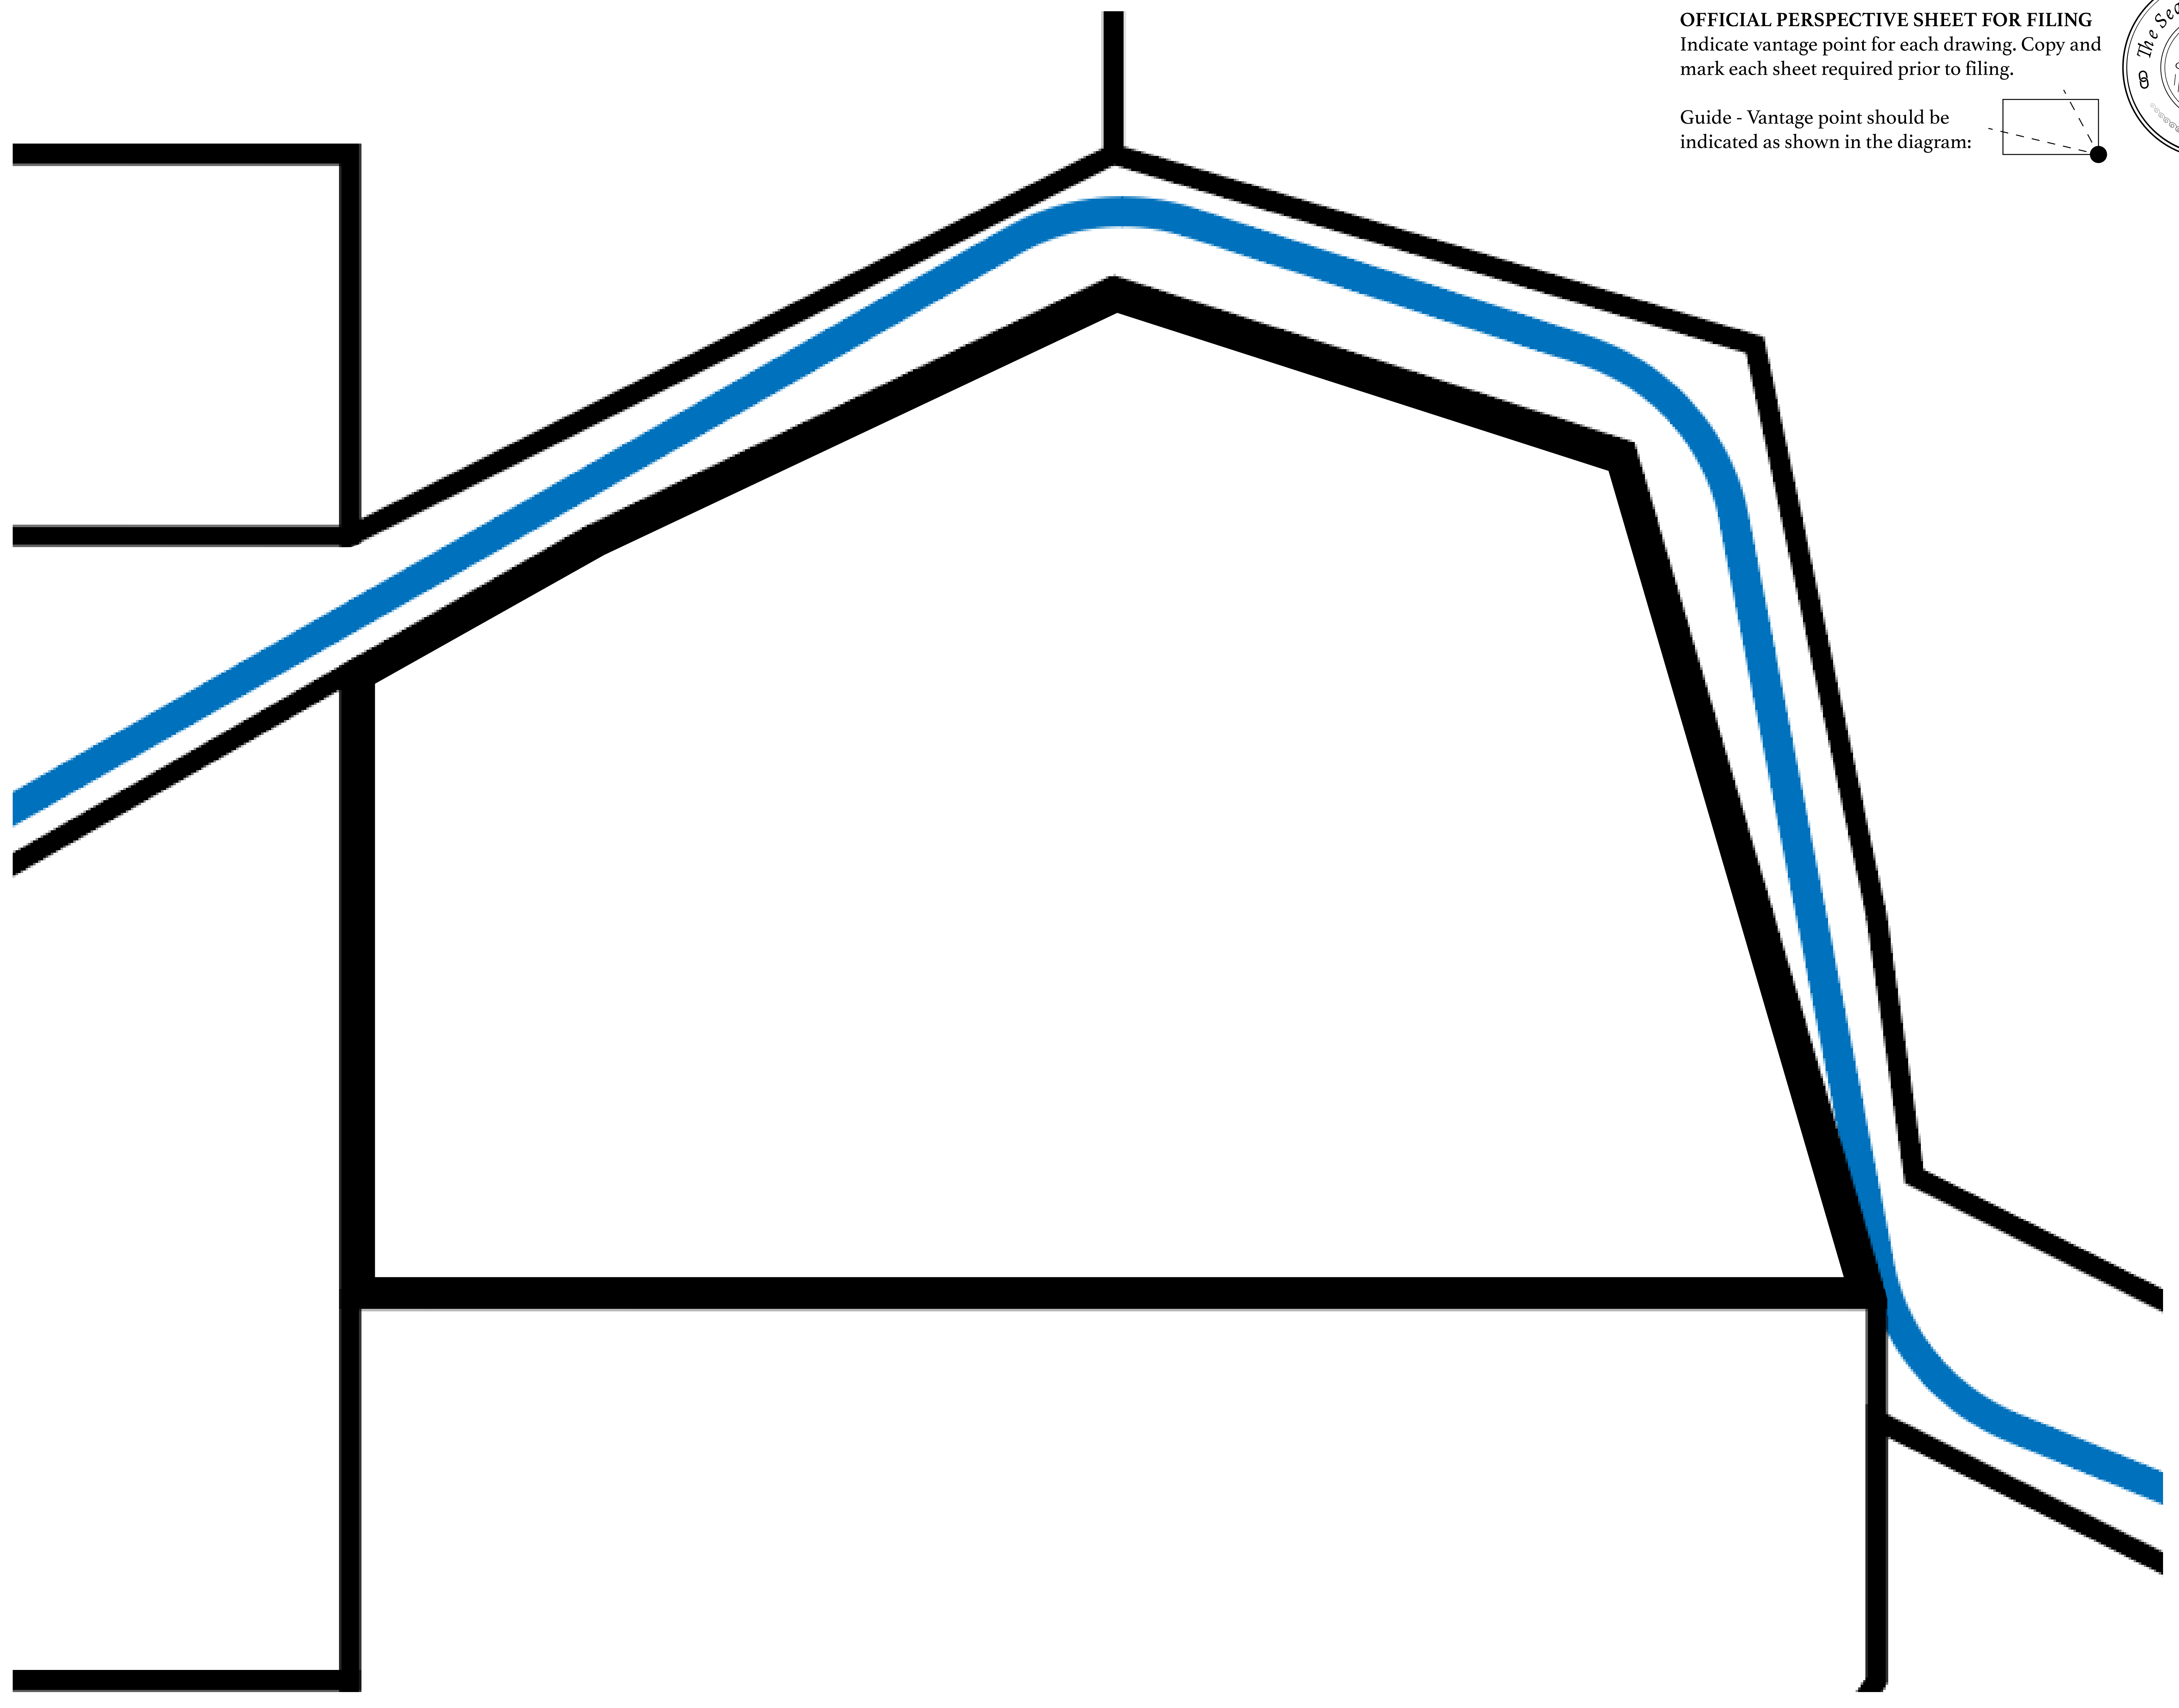 OFFICIAL PERSPECTIVE SHEET FOR FILING
Indicate vantage point for each drawing. Copy and
mark each sheet required prior to filing.
Guide - Vantage point should be
indicated as shown in the diagram:
The